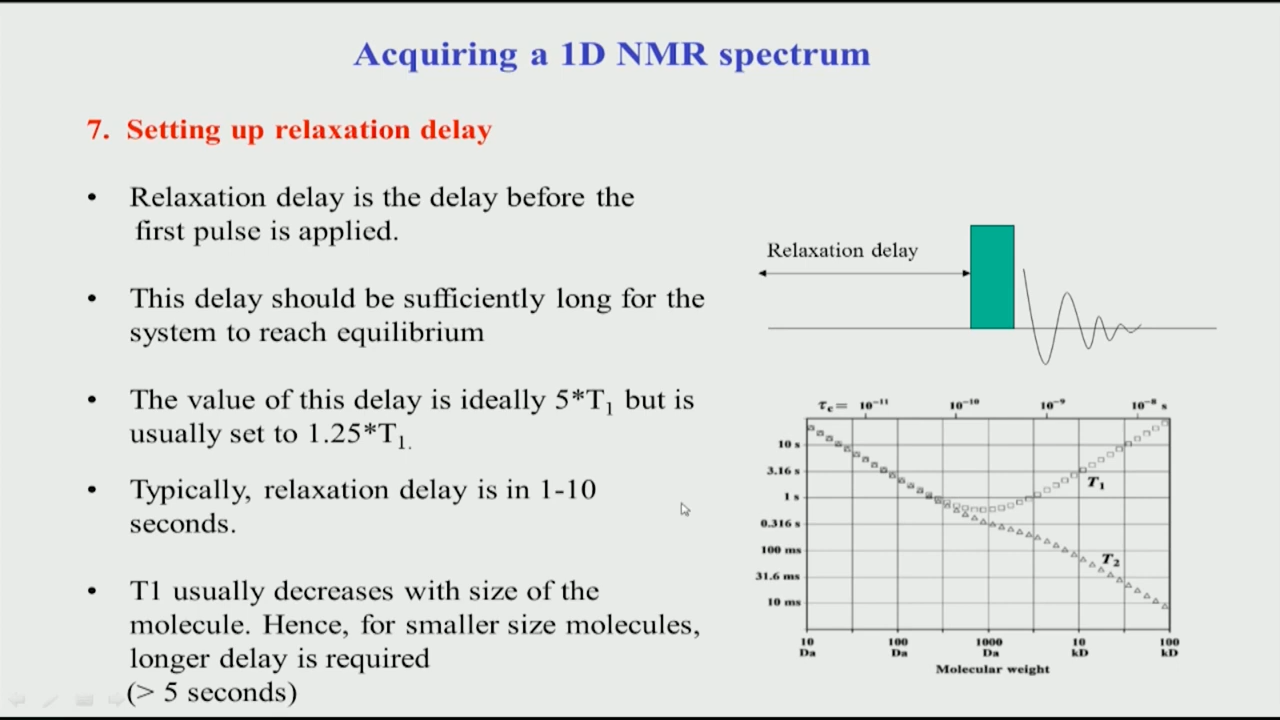 Acquiring a 1D NMR spectrum
7. Setting up relaxation delay
• Relaxation delay is the delay before the
first pulse is applied.
• This delay should be sufficiently long for the
system to reach equilibrium
• The value of this delay is ideally 5*T₁ but is
usually set to 1.25*T₁.
• Typically, relaxation delay is in 1-10
seconds.
• T1 usually decreases with size of the
molecule. Hence, for smaller size molecules,
longer delay is required
(> 5 seconds)
Relaxation delay
τc= 10⁻¹¹ 10⁻¹⁰ 10⁻⁹ 10⁻⁸ s
10 s
3.16 s
1 s
0.316 s
100 ms
31.6 ms
10 ms
T₁
T₂
10 100 1000 10 100
Da Da Da kD kD
Molecular weight